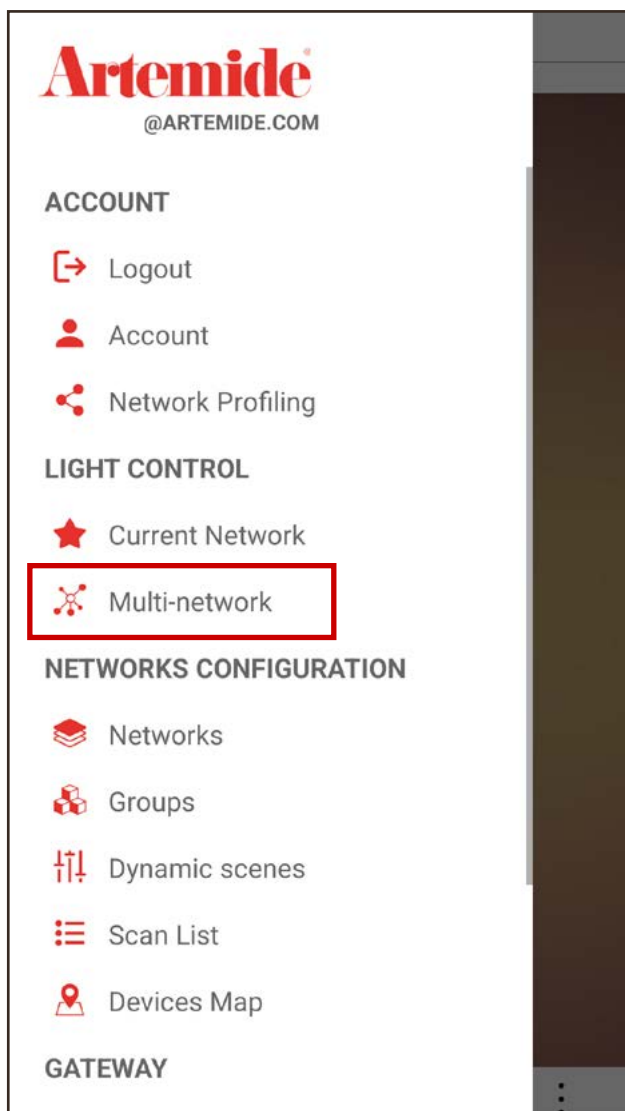 Artemide
@ARTEMIDE.COM
ACCOUNT
Logout
Account
Network Profiling
LIGHT CONTROL
Current Network
Multi-network
NETWORKS CONFIGURATION
Networks
Groups
Dynamic scenes
Scan List
Devices Map
GATEWAY